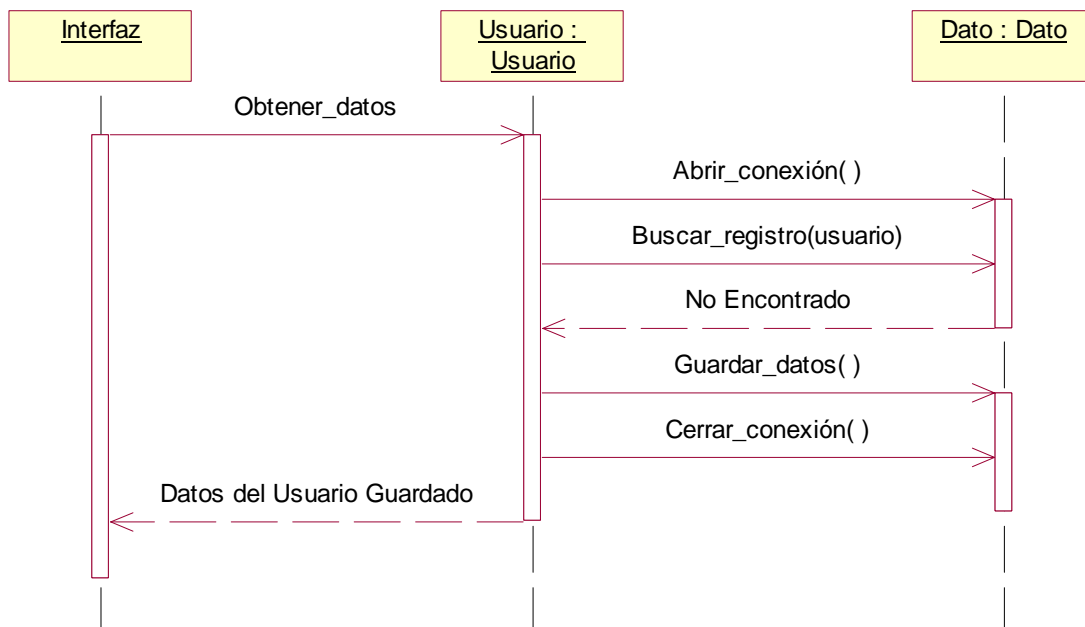 Interfaz
Usuario :
Usuario
Dato : Dato
Obtener_datos
Abrir_conexión( )
Buscar_registro(usuario)
No Encontrado
Guardar_datos( )
Cerrar_conexión( )
Datos del Usuario Guardado